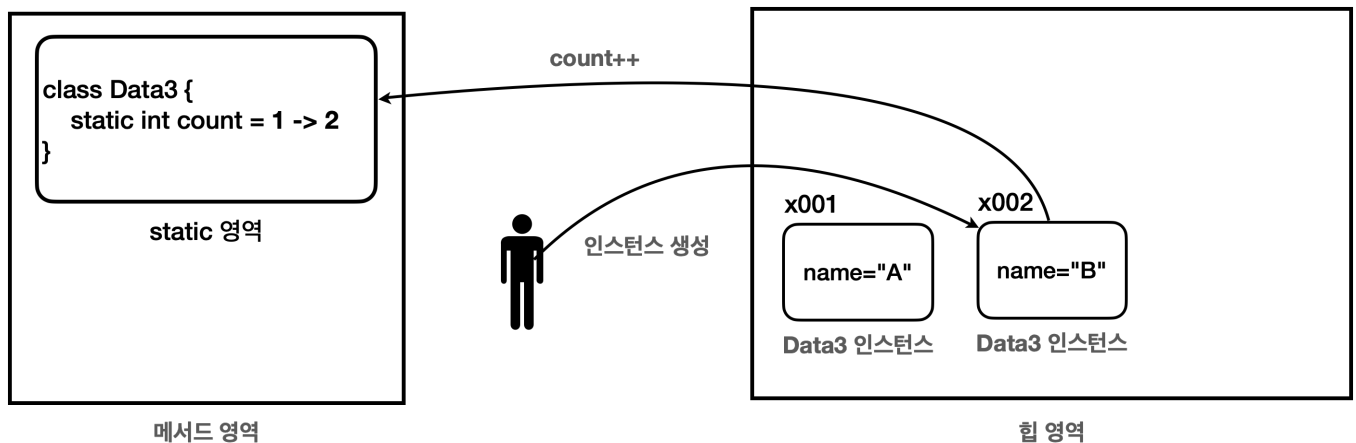 class Data3 {
static int count = 1 -> 2
}
static 영역
메서드 영역
count++
인스턴스 생성
x001
name="A"
Data3 인스턴스
x002
name="B"
Data3 인스턴스
힙 영역